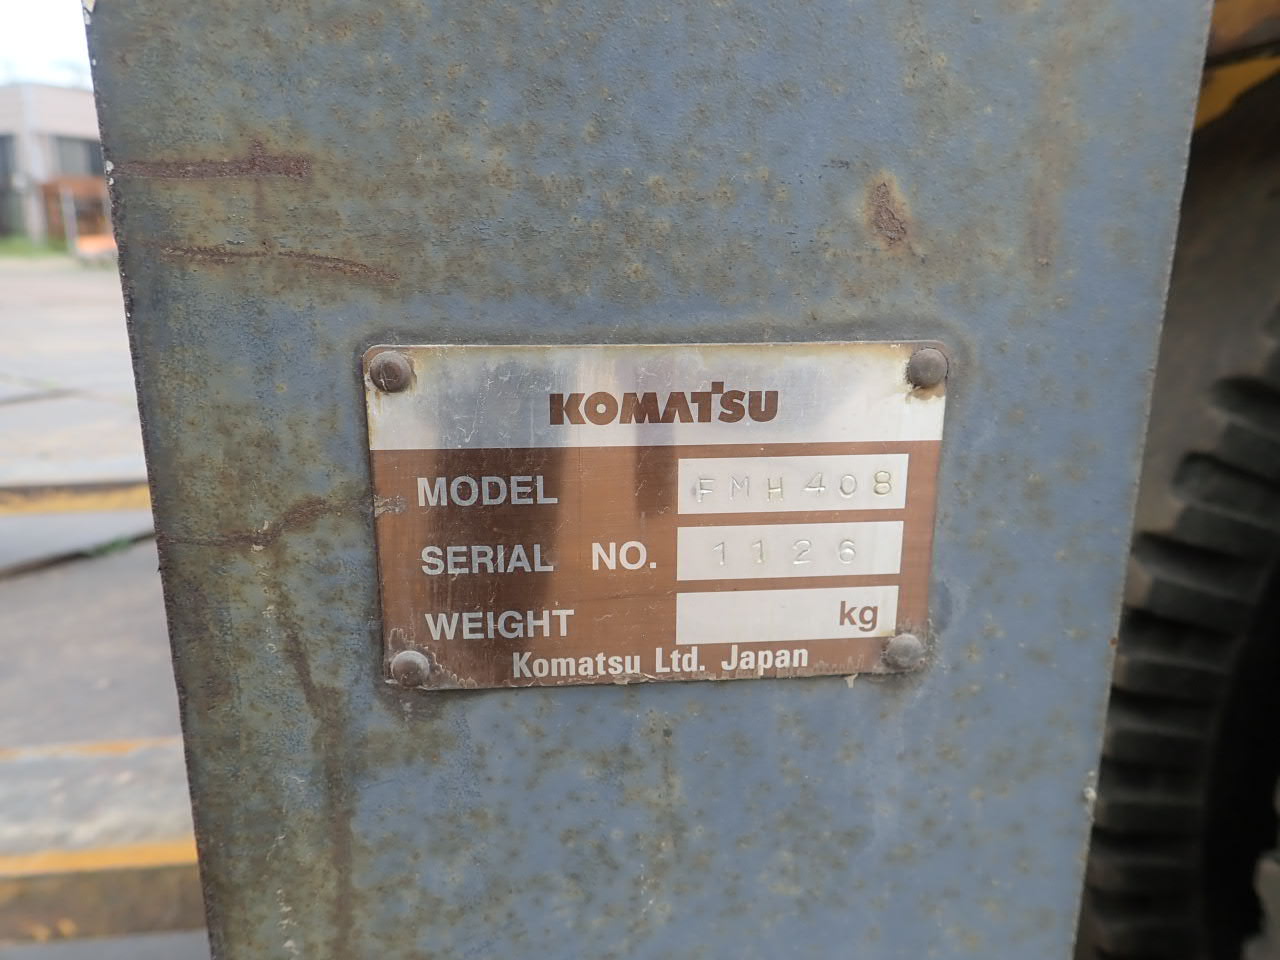 KOMATSU
MODEL FMH408
SERIAL NO. 1126
WEIGHT kg
Komatsu Ltd. Japan